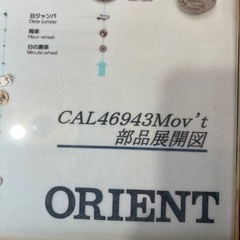 日ジャンパ
Date jumper
筒車
Hour wheel
日の裏車
Minute wheel
CAL46943Mov't
部品展開図
ORIENT